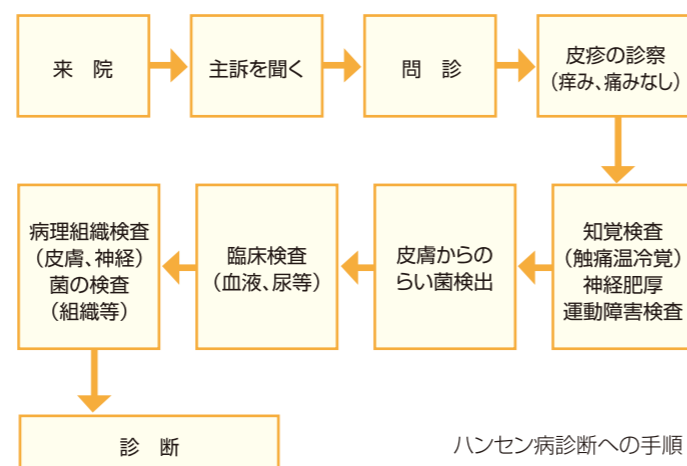 来 院
主訴を聞く
問 診
皮疹の診察
（痒み、痛みなし）
知覚検査
（触痛温冷覚）
神経肥厚
運動障害検査
皮膚からの
らい菌検出
臨床検査
（血液、尿等）
病理組織検査
（皮膚、神経）
菌の検査
（組織等）
診 断
ハンセン病診断への手順